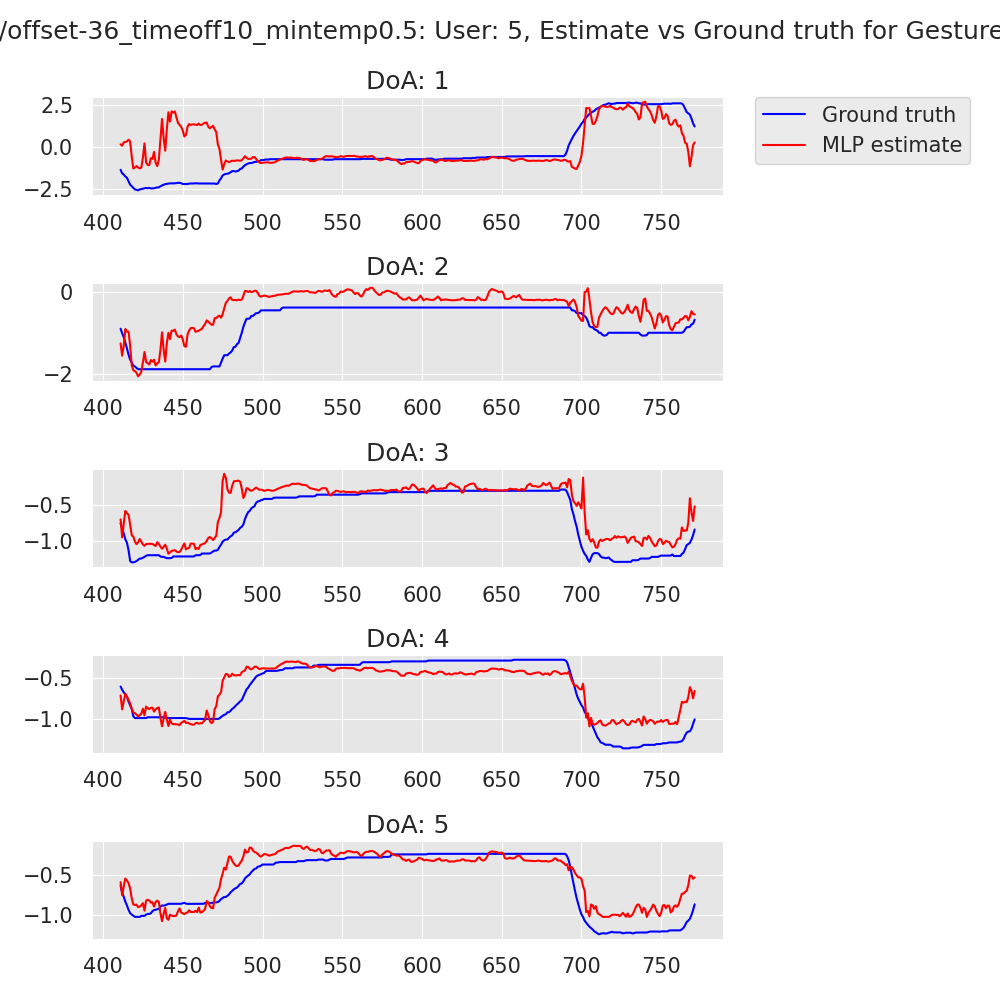 /offset-36_timeoff10_mintemp0.5: User: 5, Estimate vs Ground truth for Gesture
DoA: 1
Ground truth
MLP estimate
2.5
0.0
−2.5
400 450 500 550 600 650 700 750
DoA: 2
0
−2
400 450 500 550 600 650 700 750
DoA: 3
−0.5
−1.0
400 450 500 550 600 650 700 750
DoA: 4
−0.5
−1.0
400 450 500 550 600 650 700 750
DoA: 5
−0.5
−1.0
400 450 500 550 600 650 700 750